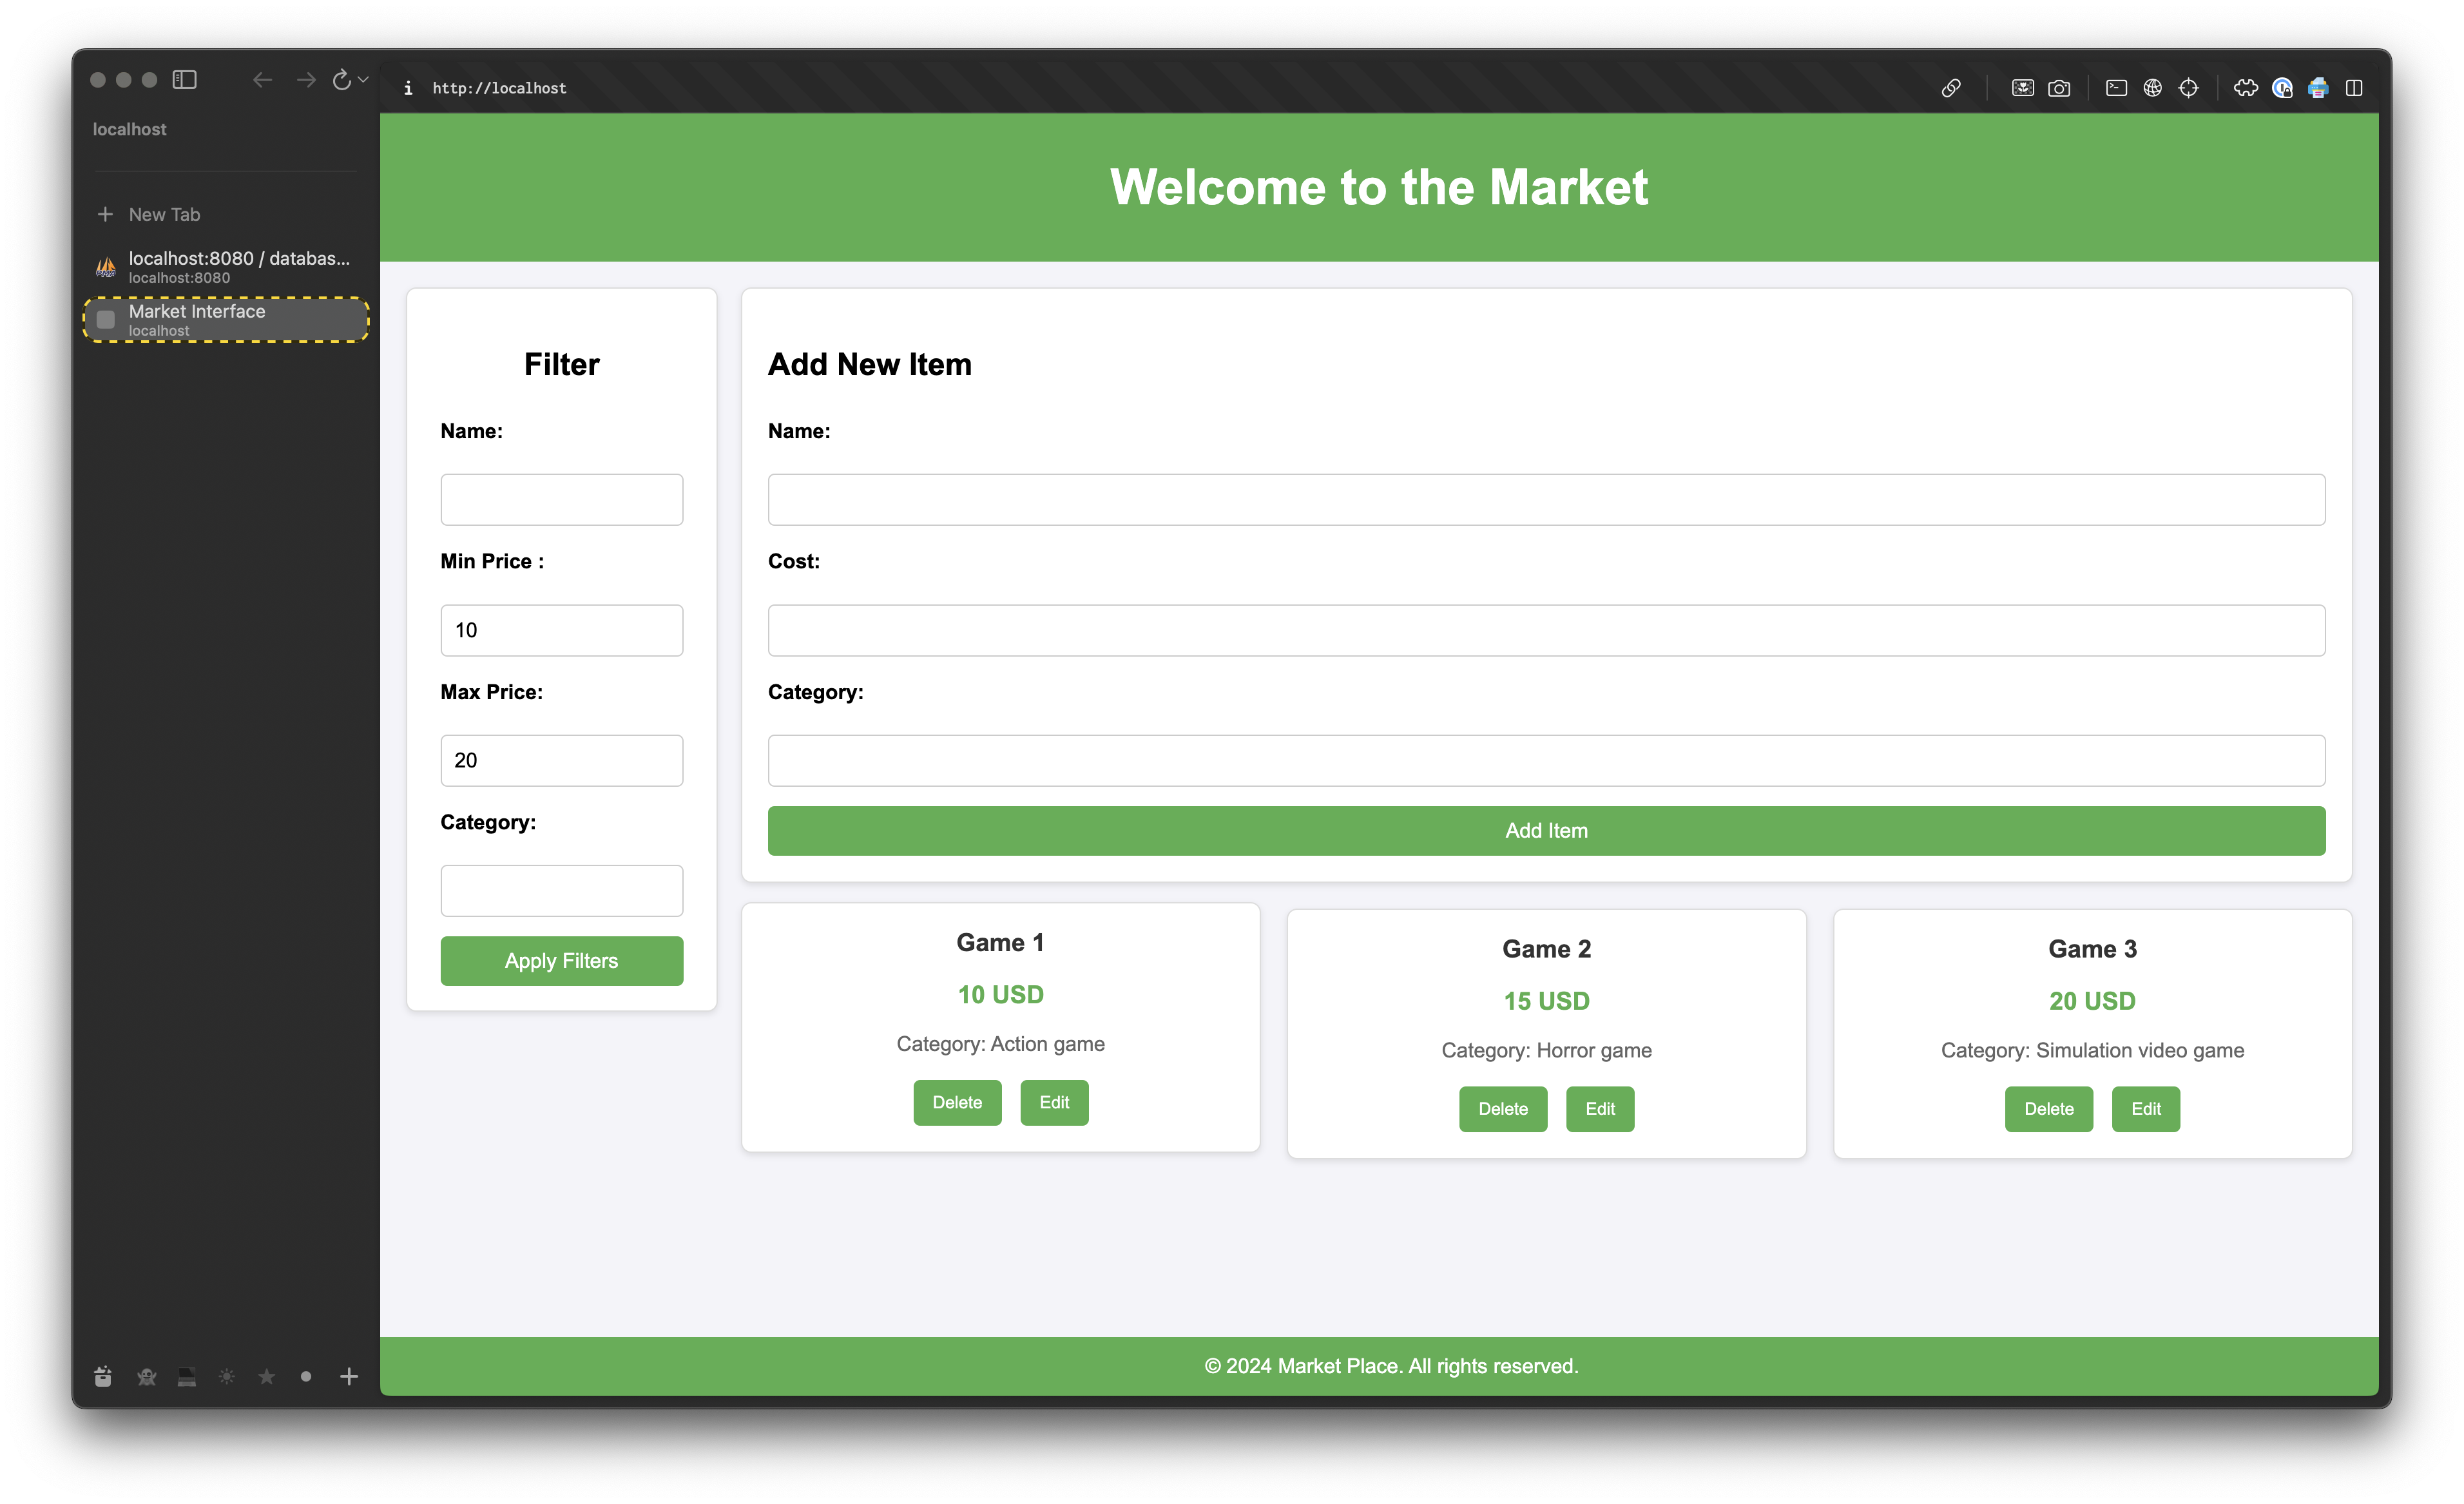 http://localhost
localhost
New Tab
localhost:8080 / databas...
localhost:8080
Market Interface
localhost
Welcome to the Market
Filter
Name:
Min Price :
10
Max Price:
20
Category:
Apply Filters
Add New Item
Name:
Cost:
Category:
Add Item
Game 1
10 USD
Category: Action game
Delete Edit
Game 2
15 USD
Category: Horror game
Delete Edit
Game 3
20 USD
Category: Simulation video game
Delete Edit
© 2024 Market Place. All rights reserved.